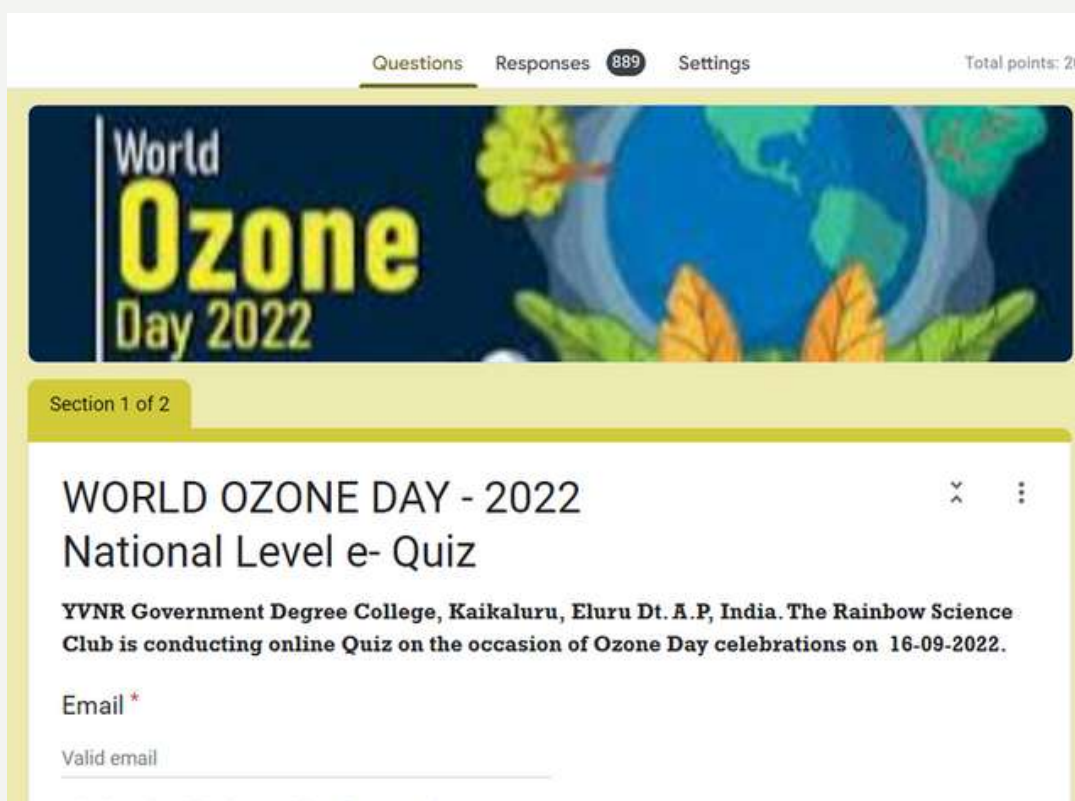 Questions Responses 889 Settings Total points:
World
Ozone
Day 2022
Section 1 of 2
WORLD OZONE DAY - 2022
National Level e- Quiz
YVNR Government Degree College, Kaikaluru, Eluru Dt. A.P, India. The Rainbow Science
Club is conducting online Quiz on the occasion of Ozone Day celebrations on 16-09-2022.
Email *
Valid email